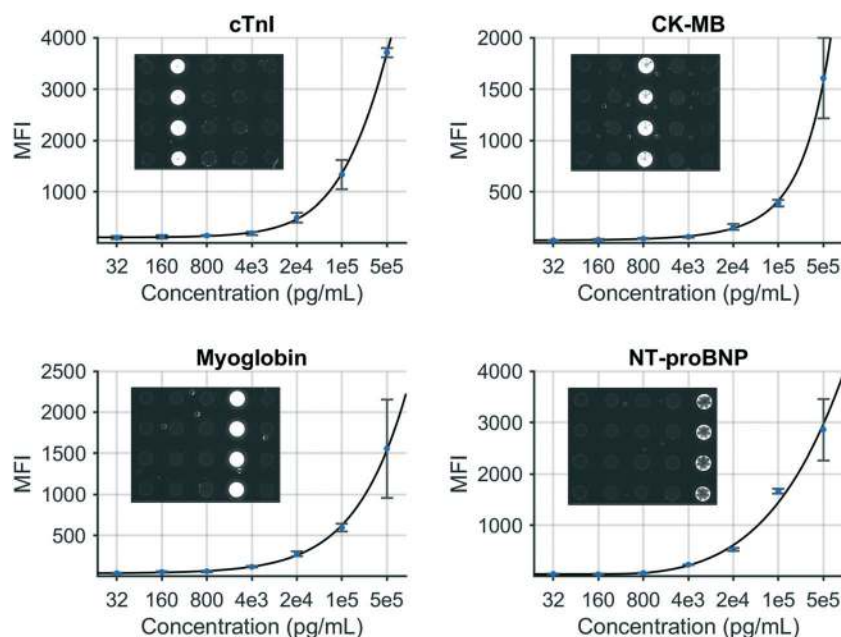 cTnI
4000
3000
2000
1000
MFI
32 160 800 4e3 2e4 1e5 5e5
Concentration (pg/mL)
CK-MB
2000
1500
1000
500
MFI
32 160 800 4e3 2e4 1e5 5e5
Concentration (pg/mL)
Myoglobin
2500
2000
1500
1000
500
MFI
32 160 800 4e3 2e4 1e5 5e5
Concentration (pg/mL)
NT-proBNP
4000
3000
2000
1000
MFI
32 160 800 4e3 2e4 1e5 5e5
Concentration (pg/mL)